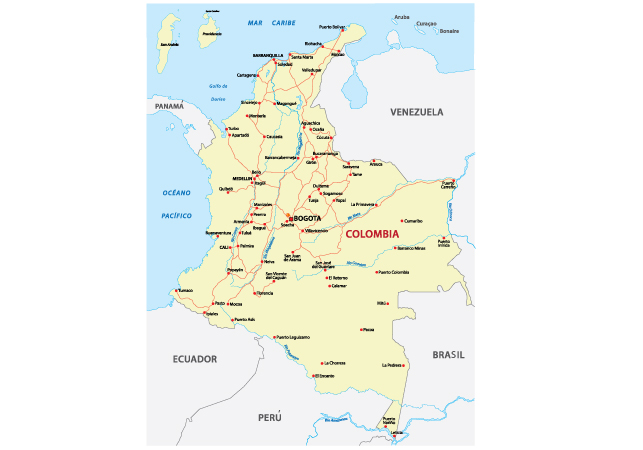 Providencia
San Andrés
MAR CARIBE
Aruba
Curaçao
Bonaire
Puerto Bolívar
Riohacha
Maicao
Santa Marta
BARRANQUILLA
Soledad
Cartagena
Valledupar
Golfo de
Darién
Sincelejo
Magangué
Montería
PANAMÁ
VENEZUELA
Turbo
Apartadó
Caucasia
Aguachica
Ocaña
Cúcuta
Bucaramanga
Barrancabermeja
Girón
Saravena
Arauca
Tame
Bello
MEDELLÍN
Itagüí
Quibdó
Duitama
Sogamoso
Tunja
Yopal
La Primavera
Puerto
Carreño
OCÉANO
PACÍFICO
Manizales
Pereira
Armenia
Ibagué
BOGOTA
Soacha
Villavicencio
Río Meta
Cumaribo
COLOMBIA
Buenaventura
Tuluá
CALI
Palmira
Neiva
San Juan
de Arama
San José
del Guaviare
Barranco Minas
Puerto
Inírida
Popayán
San Vicente
del Caguán
El Retorno
Calamar
Puerto Colombia
Florencia
Tumaco
Pasto
Mocoa
Ipiales
Puerto Asís
Mitú
Pacoa
Puerto Leguízamo
La Chorrera
El Encanto
La Pedrera
ECUADOR
BRASIL
PERÚ
Puerto
Nariño
Leticia
Río Amazonas